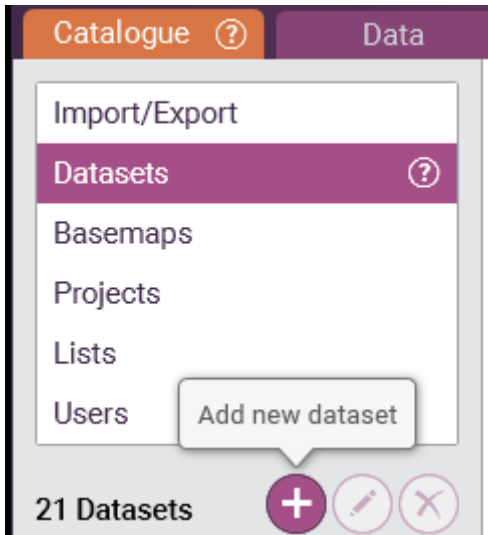 Catalogue ? Data
Import/Export
Datasets ?
Basemaps
Projects
Lists
Users
Add new dataset
21 Datasets